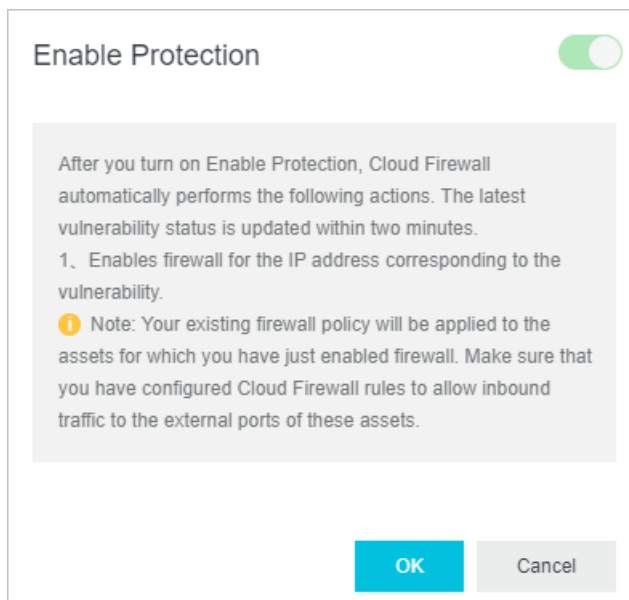 Enable Protection
After you turn on Enable Protection, Cloud Firewall
automatically performs the following actions. The latest
vulnerability status is updated within two minutes.
1、Enables firewall for the IP address corresponding to the
vulnerability.
Note: Your existing firewall policy will be applied to the
assets for which you have just enabled firewall. Make sure that
you have configured Cloud Firewall rules to allow inbound
traffic to the external ports of these assets.
OK
Cancel